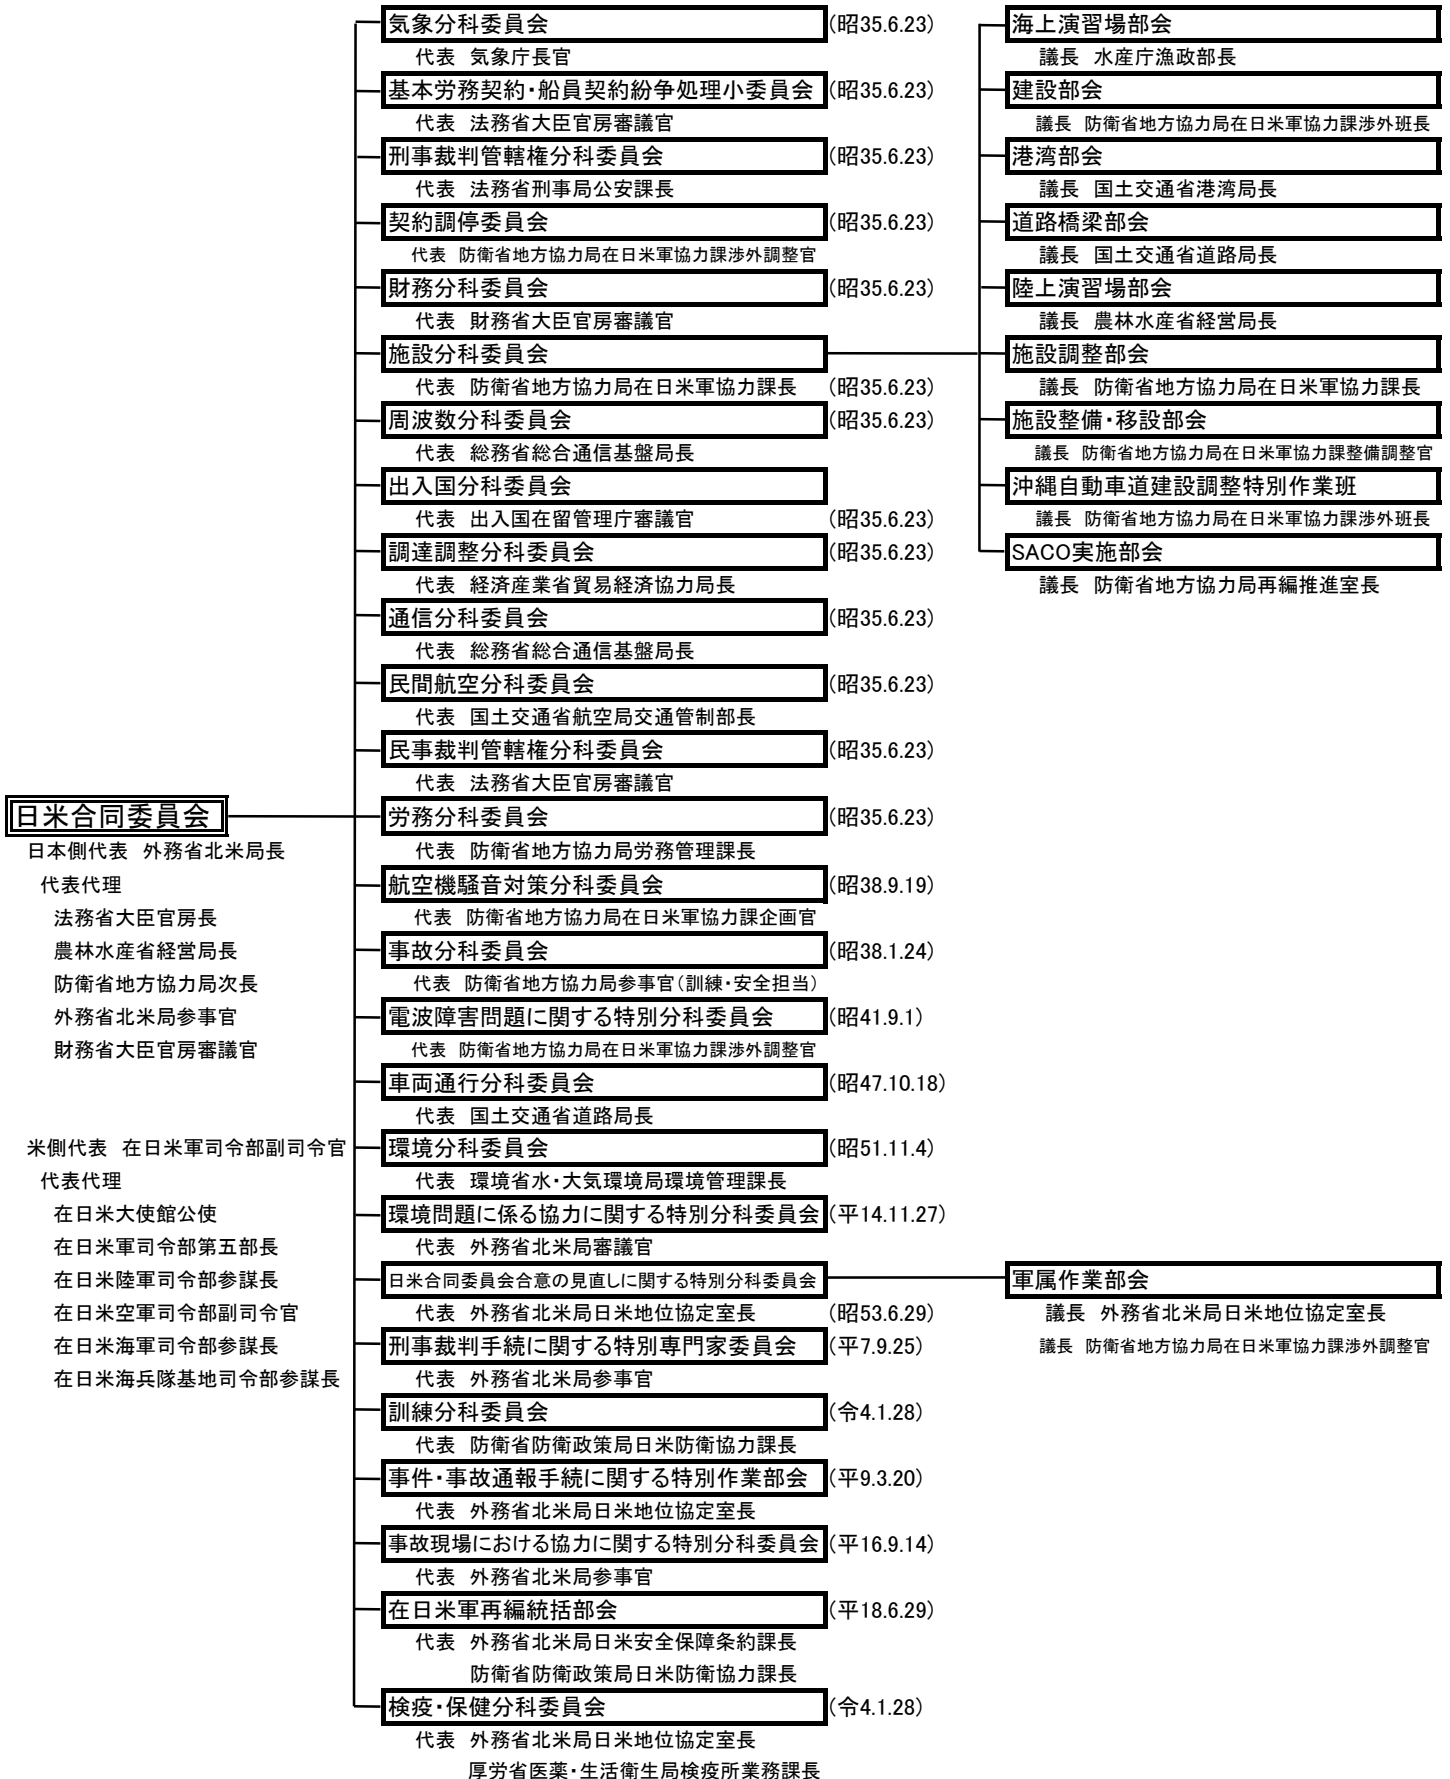 気象分科委員会 (昭35.6.23)
代表 気象庁長官
基本労務契約・船員契約紛争処理小委員会 (昭35.6.23)
代表 法務省大臣官房審議官
刑事裁判管轄権分科委員会 (昭35.6.23)
代表 法務省刑事局公安課長
契約調停委員会 (昭35.6.23)
代表 防衛省地方協力局在日米軍協力課渉外調整官
財務分科委員会 (昭35.6.23)
代表 財務省大臣官房審議官
施設分科委員会
代表 防衛省地方協力局在日米軍協力課長 (昭35.6.23)
周波数分科委員会 (昭35.6.23)
代表 総務省総合通信基盤局長
出入国分科委員会
代表 出入国在留管理庁審議官 (昭35.6.23)
調達調整分科委員会 (昭35.6.23)
代表 経済産業省貿易経済協力局長
通信分科委員会 (昭35.6.23)
代表 総務省総合通信基盤局長
民間航空分科委員会 (昭35.6.23)
代表 国土交通省航空局交通管制部長
民事裁判管轄権分科委員会 (昭35.6.23)
代表 法務省大臣官房審議官
労務分科委員会 (昭35.6.23)
代表 防衛省地方協力局労務管理課長
航空機騒音対策分科委員会 (昭38.9.19)
代表 防衛省地方協力局在日米軍協力課企画官
事故分科委員会 (昭38.1.24)
代表 防衛省地方協力局参事官(訓練・安全担当)
電波障害問題に関する特別分科委員会 (昭41.9.1)
代表 防衛省地方協力局在日米軍協力課渉外調整官
車両通行分科委員会 (昭47.10.18)
代表 国土交通省道路局長
環境分科委員会 (昭51.11.4)
代表 環境省水・大気環境局環境管理課長
環境問題に係る協力に関する特別分科委員会 (平14.11.27)
代表 外務省北米局審議官
日米合同委員会合意の見直しに関する特別分科委員会
代表 外務省北米局日米地位協定室長 (昭53.6.29)
刑事裁判手続に関する特別専門家委員会 (平7.9.25)
代表 外務省北米局参事官
訓練分科委員会 (令4.1.28)
代表 防衛省防衛政策局日米防衛協力課長
事件・事故通報手続に関する特別作業部会 (平9.3.20)
代表 外務省北米局日米地位協定室長
事故現場における協力に関する特別分科委員会 (平16.9.14)
代表 外務省北米局参事官
在日米軍再編統括部会 (平18.6.29)
代表 外務省北米局日米安全保障条約課長
防衛省防衛政策局日米防衛協力課長
検疫・保健分科委員会 (令4.1.28)
代表 外務省北米局日米地位協定室長
厚労省医薬・生活衛生局検疫所業務課長
海上演習場部会
議長 水産庁漁政部長
建設部会
議長 防衛省地方協力局在日米軍協力課渉外班長
港湾部会
議長 国土交通省港湾局長
道路橋梁部会
議長 国土交通省道路局長
陸上演習場部会
議長 農林水産省経営局長
施設調整部会
議長 防衛省地方協力局在日米軍協力課長
施設整備・移設部会
議長 防衛省地方協力局在日米軍協力課整備調整官
沖縄自動車道建設調整特別作業班
議長 防衛省地方協力局在日米軍協力課渉外班長
SACO実施部会
議長 防衛省地方協力局再編推進室長
軍属作業部会
議長 外務省北米局日米地位協定室長
議長 防衛省地方協力局在日米軍協力課渉外調整官
日米合同委員会
日本側代表 外務省北米局長
代表代理
法務省大臣官房長
農林水産省経営局長
防衛省地方協力局次長
外務省北米局参事官
財務省大臣官房審議官
米側代表 在日米軍司令部副司令官
代表代理
在日米大使館公使
在日米軍司令部第五部長
在日米陸軍司令部参謀長
在日米空軍司令部副司令官
在日米海軍司令部参謀長
在日米海兵隊基地司令部参謀長